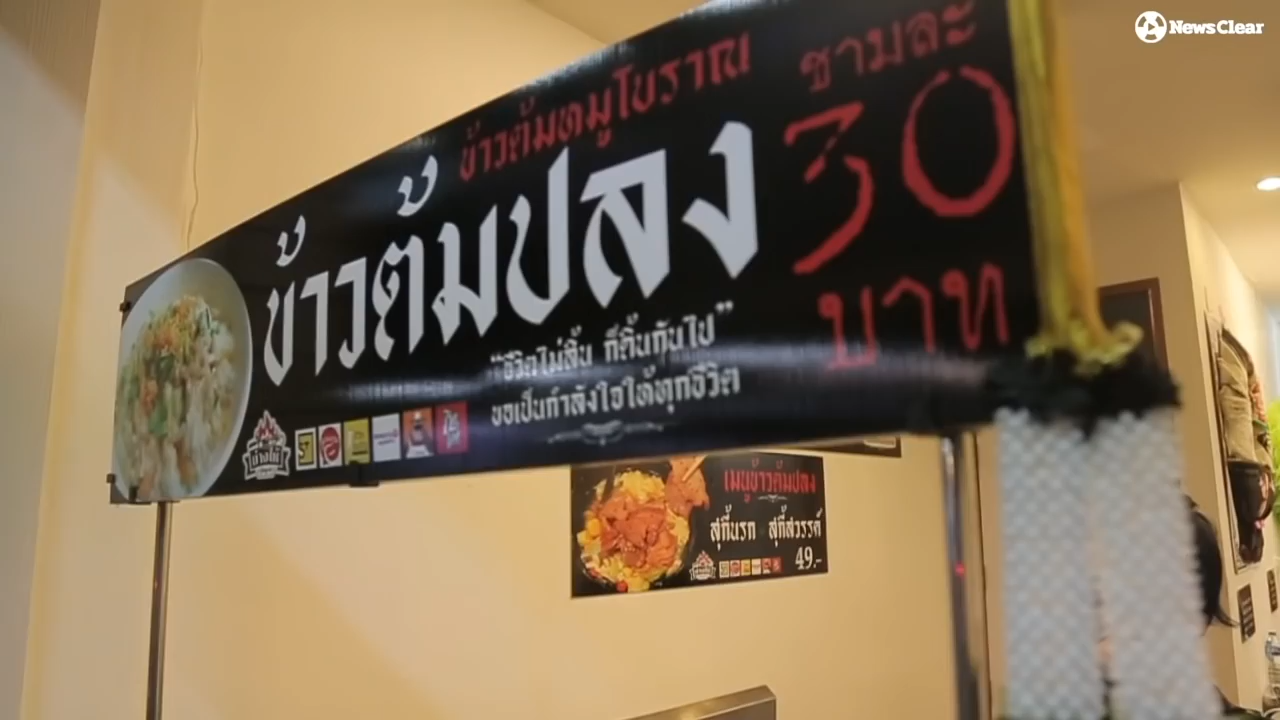 NewsClear
ข้าวต้มหมูโบราณ
ข้าวต้มปลง
ชามละ
30
บาท
"ชีวิตไม่สิ้น ก็ดิ้นกันไป"
ขอเป็นกำลังใจให้ทุกชีวิต
เมนูข้าวต้มปลง
สุกี้นรก สุกี้สวรรค์
49.-